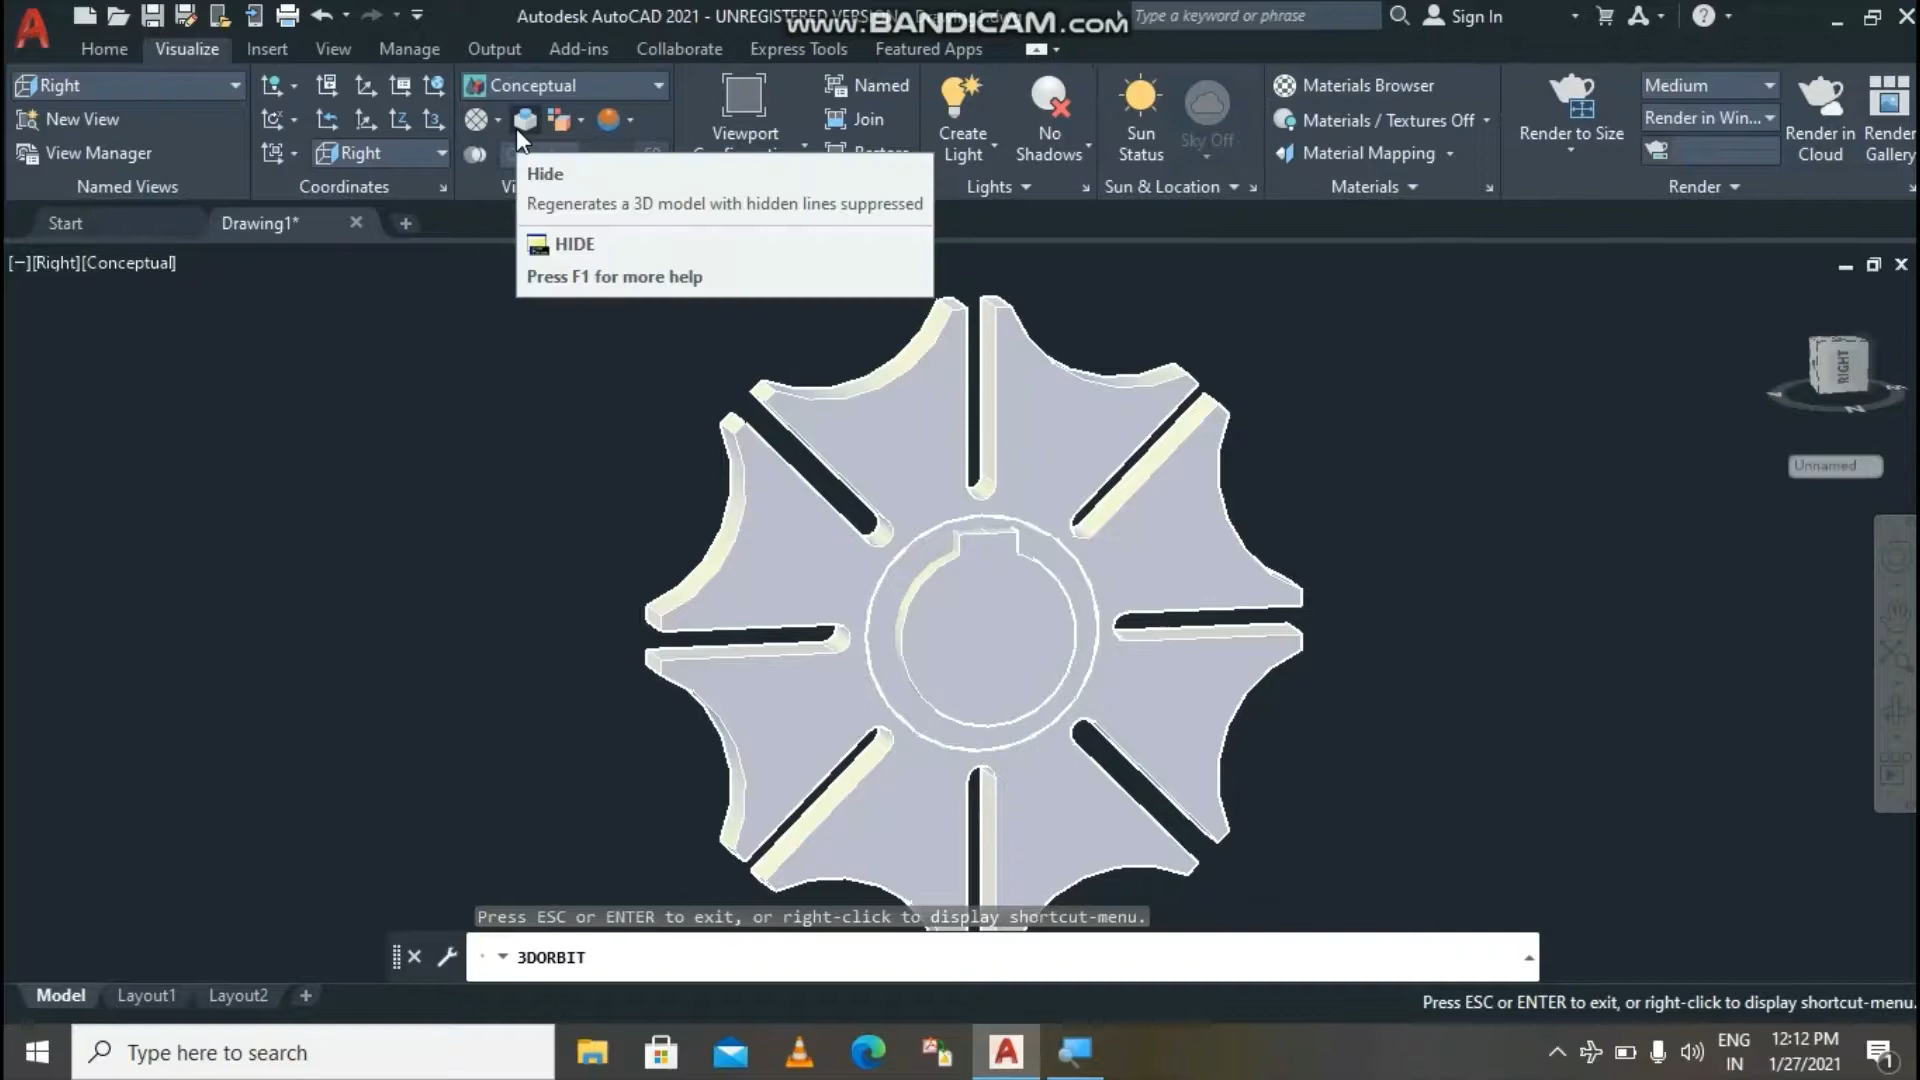 Autodesk AutoCAD 2021 - UNREGISTERED VERSION
www.BANDICAM.com
Type a keyword or phrase
Sign In
Home
Visualize
Insert
View
Manage
Output
Add-ins
Collaborate
Express Tools
Featured Apps
Right
New View
View Manager
Named Views
Right
Coordinates
Conceptual
Viewport
Named
Join
Create
Light
No
Shadows
Lights
Sun
Status
Sky Off
Sun & Location
Materials Browser
Materials / Textures Off
Material Mapping
Materials
Render to Size
Medium
Render in Win...
Render in
Cloud
Render
Gallery
Render
Hide
Regenerates a 3D model with hidden lines suppressed
HIDE
Press F1 for more help
Start
Drawing1*
[−][Right][Conceptual]
RIGHT
N
Unnamed
Press ESC or ENTER to exit, or right-click to display shortcut-menu.
3DORBIT
Model
Layout1
Layout2
Press ESC or ENTER to exit, or right-click to display shortcut-menu.
Type here to search
ENG
IN
12:12 PM
1/27/2021
1